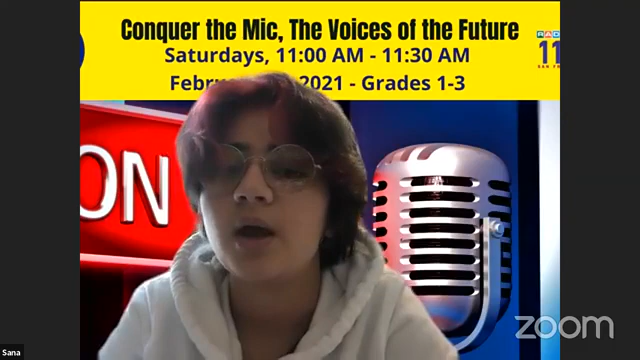 Conquer the Mic, The Voices of the Future
Saturdays, 11:00 AM - 11:30 AM
2021 - Grades 1-3
11
ON
zoom
Sana